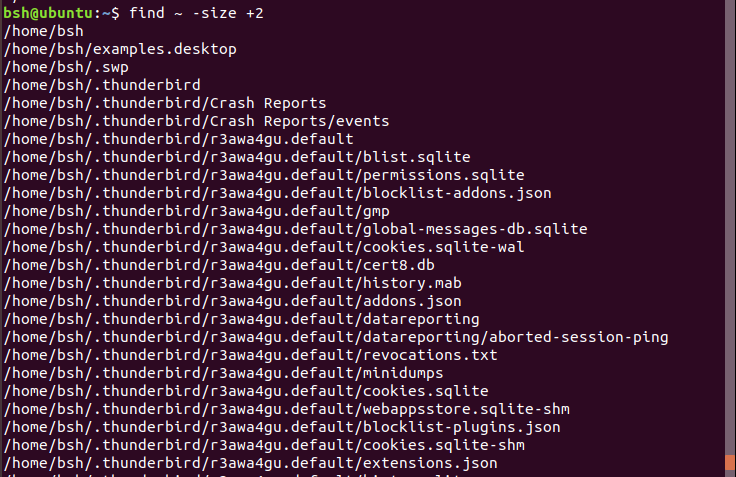 bsh@ubuntu:~$ find ~ -size +2
/home/bsh
/home/bsh/examples.desktop
/home/bsh/.swp
/home/bsh/.thunderbird
/home/bsh/.thunderbird/Crash Reports
/home/bsh/.thunderbird/Crash Reports/events
/home/bsh/.thunderbird/r3awa4gu.default
/home/bsh/.thunderbird/r3awa4gu.default/blist.sqlite
/home/bsh/.thunderbird/r3awa4gu.default/permissions.sqlite
/home/bsh/.thunderbird/r3awa4gu.default/blocklist-addons.json
/home/bsh/.thunderbird/r3awa4gu.default/gmp
/home/bsh/.thunderbird/r3awa4gu.default/global-messages-db.sqlite
/home/bsh/.thunderbird/r3awa4gu.default/cookies.sqlite-wal
/home/bsh/.thunderbird/r3awa4gu.default/cert8.db
/home/bsh/.thunderbird/r3awa4gu.default/history.mab
/home/bsh/.thunderbird/r3awa4gu.default/addons.json
/home/bsh/.thunderbird/r3awa4gu.default/datareporting
/home/bsh/.thunderbird/r3awa4gu.default/datareporting/aborted-session-ping
/home/bsh/.thunderbird/r3awa4gu.default/revocations.txt
/home/bsh/.thunderbird/r3awa4gu.default/minidumps
/home/bsh/.thunderbird/r3awa4gu.default/cookies.sqlite
/home/bsh/.thunderbird/r3awa4gu.default/webappsstore.sqlite-shm
/home/bsh/.thunderbird/r3awa4gu.default/blocklist-plugins.json
/home/bsh/.thunderbird/r3awa4gu.default/cookies.sqlite-shm
/home/bsh/.thunderbird/r3awa4gu.default/extensions.json